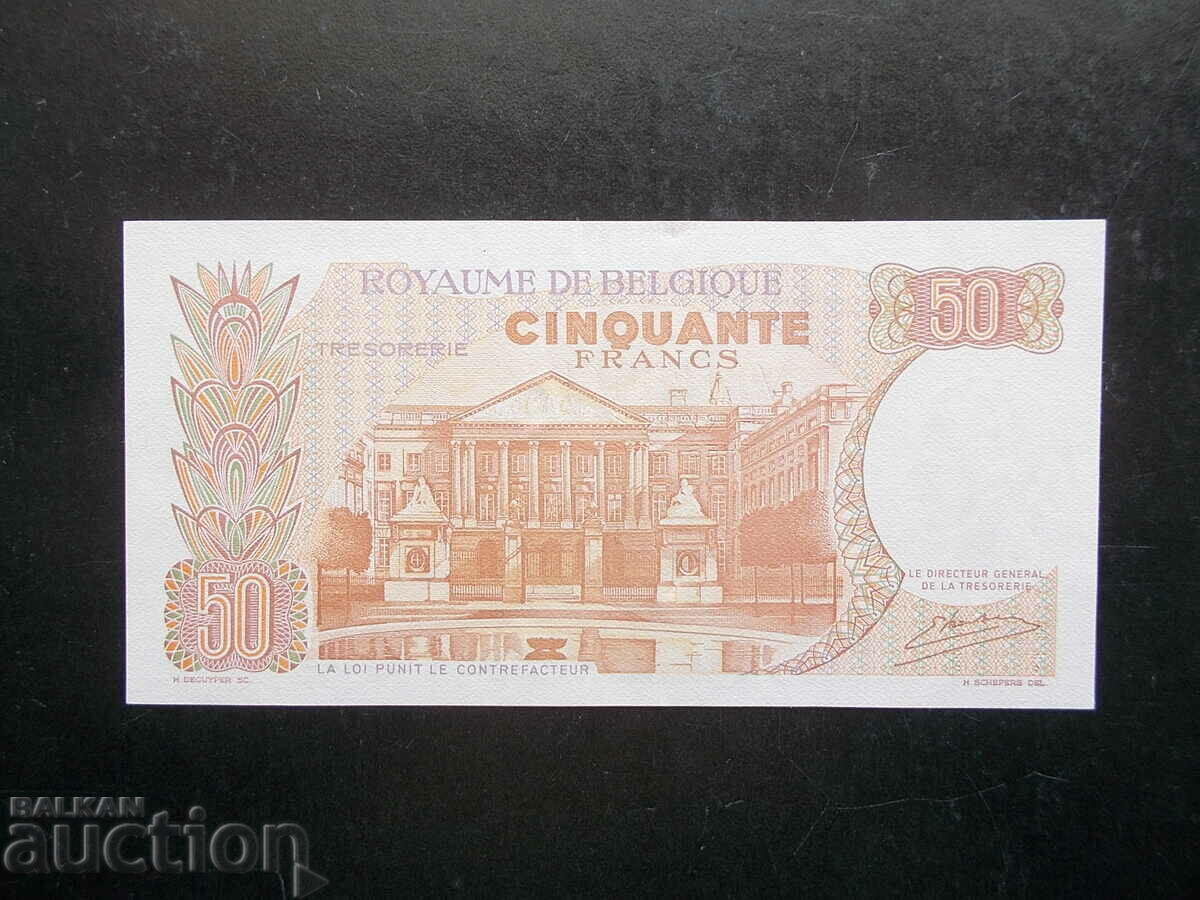 ROYAUME DE BELGIQUE
CINQUANTE
FRANCS
TRESORERIE
50
50
LE DIRECTEUR GENERAL
DE LA TRESORERIE
LA LOI PUNIT LE CONTREFACTEUR
H. DECUYPER SC.
H. SCHEPERS DEL.
BALKAN
auction